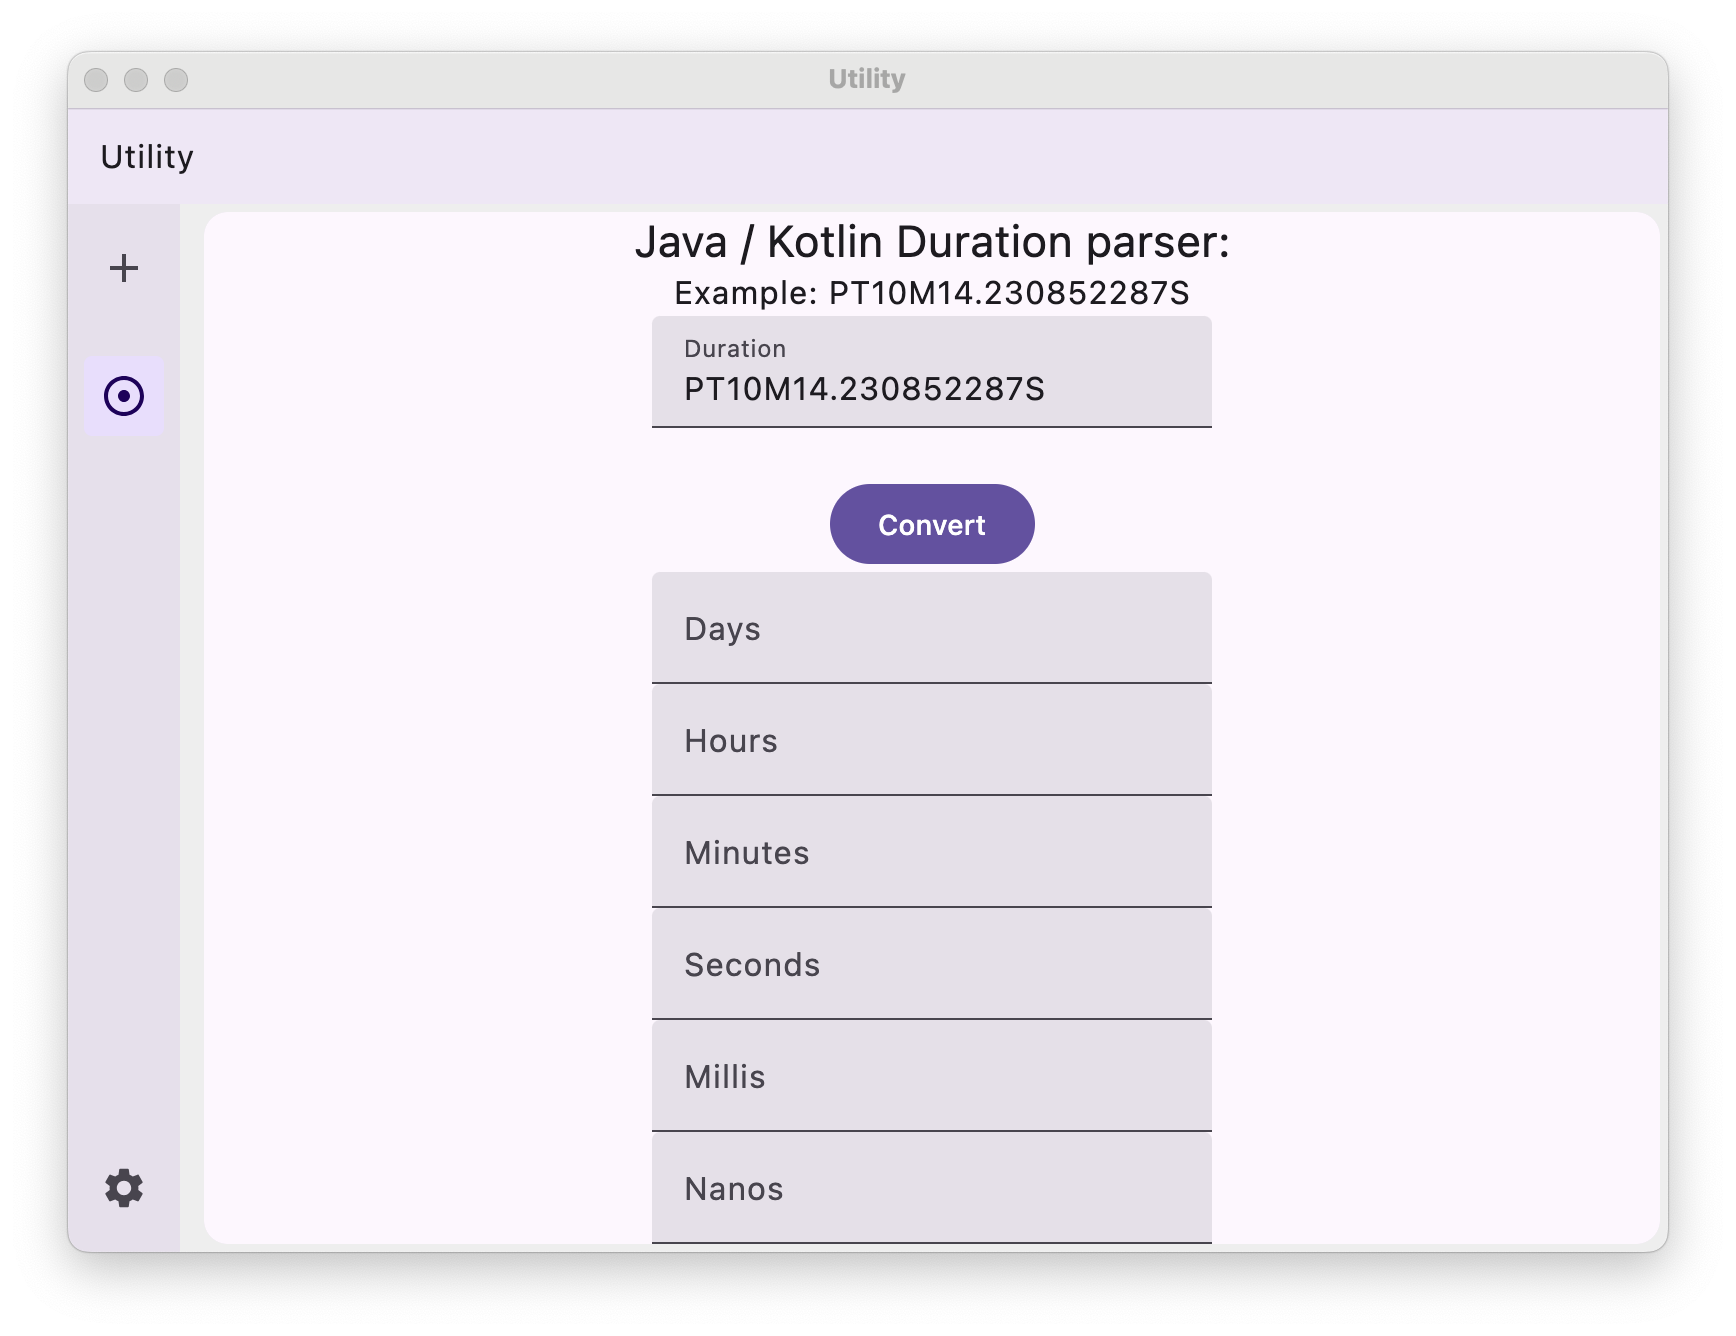 Utility
Utility
Java / Kotlin Duration parser:
Example: PT10M14.230852287S
Duration
PT10M14.230852287S
Convert
Days
Hours
Minutes
Seconds
Millis
Nanos